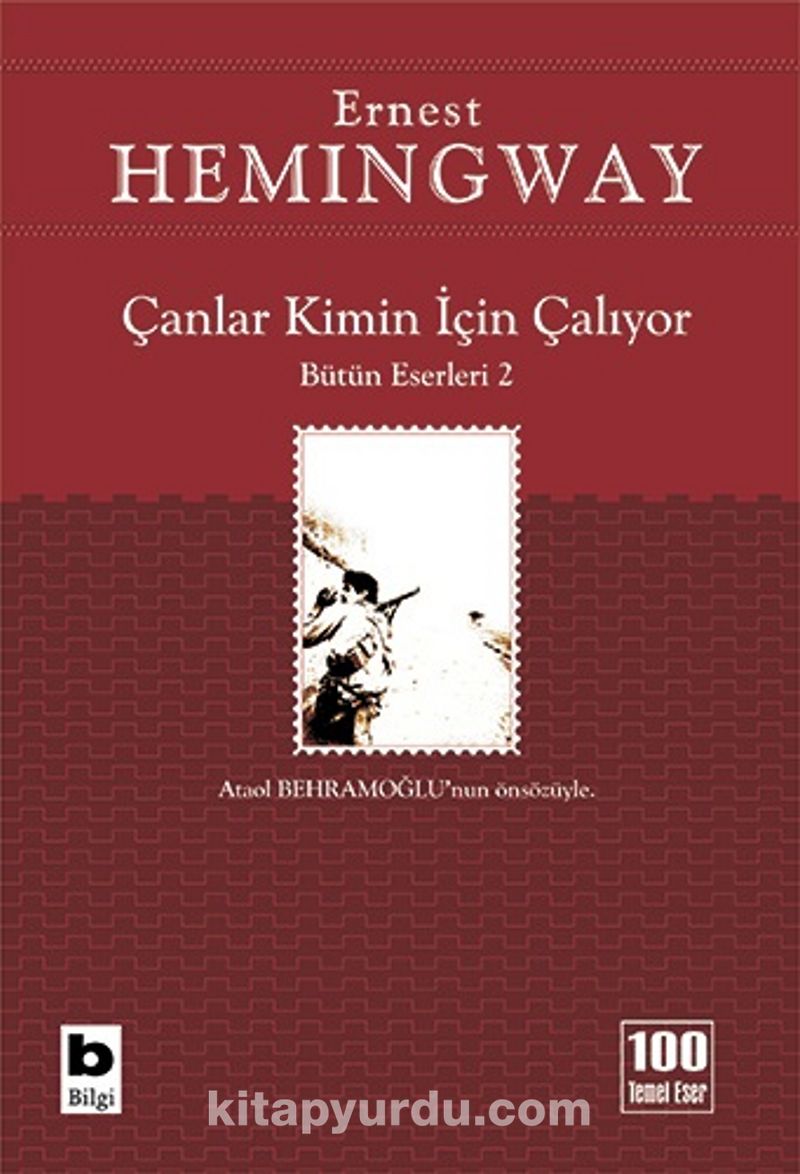 Ernest
HEMINGWAY
Çanlar Kimin İçin Çalıyor
Bütün Eserleri 2
Ataol BEHRAMOĞLU'nun önsözüyle.
b
Bilgi
100
Temel Eser
kitapyurdu.com